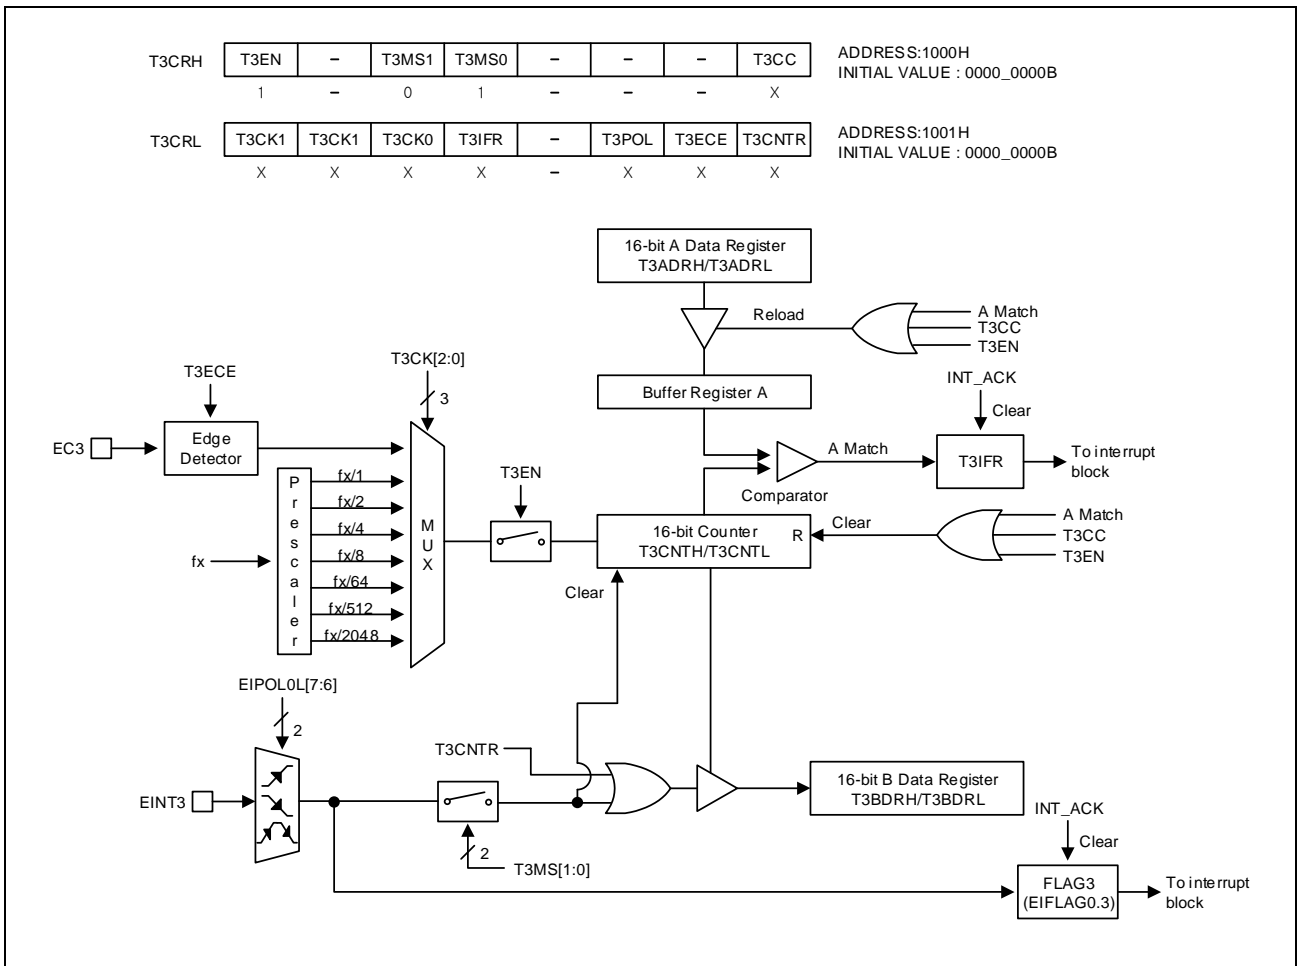 T3CRH T3EN – T3MS1 T3MS0 – – – T3CC
1 – 0 1 – – – X
ADDRESS:1000H
INITIAL VALUE : 0000_0000B
T3CRL T3CK1 T3CK1 T3CK0 T3IFR – T3POL T3ECE T3CNTR
X X X X – X X X
ADDRESS:1001H
INITIAL VALUE : 0000_0000B
16-bit A Data Register
T3ADRH/T3ADRL
Reload
A Match
T3CC
T3EN
Buffer Register A
T3CK[2:0]
3
T3ECE
EC3
Edge
Detector
INT_ACK
Clear
A Match
T3IFR
To interrupt
block
Comparator
fx
Prescaler
fx/1
fx/2
fx/4
fx/8
fx/64
fx/512
fx/2048
MUX
T3EN
16-bit Counter
T3CNTH/T3CNTL
R
Clear
A Match
T3CC
T3EN
Clear
EIPOL0L[7:6]
2
EINT3
T3CNTR
2
T3MS[1:0]
16-bit B Data Register
T3BDRH/T3BDRL
INT_ACK
Clear
FLAG3
(EIFLAG0.3)
To interrupt
block